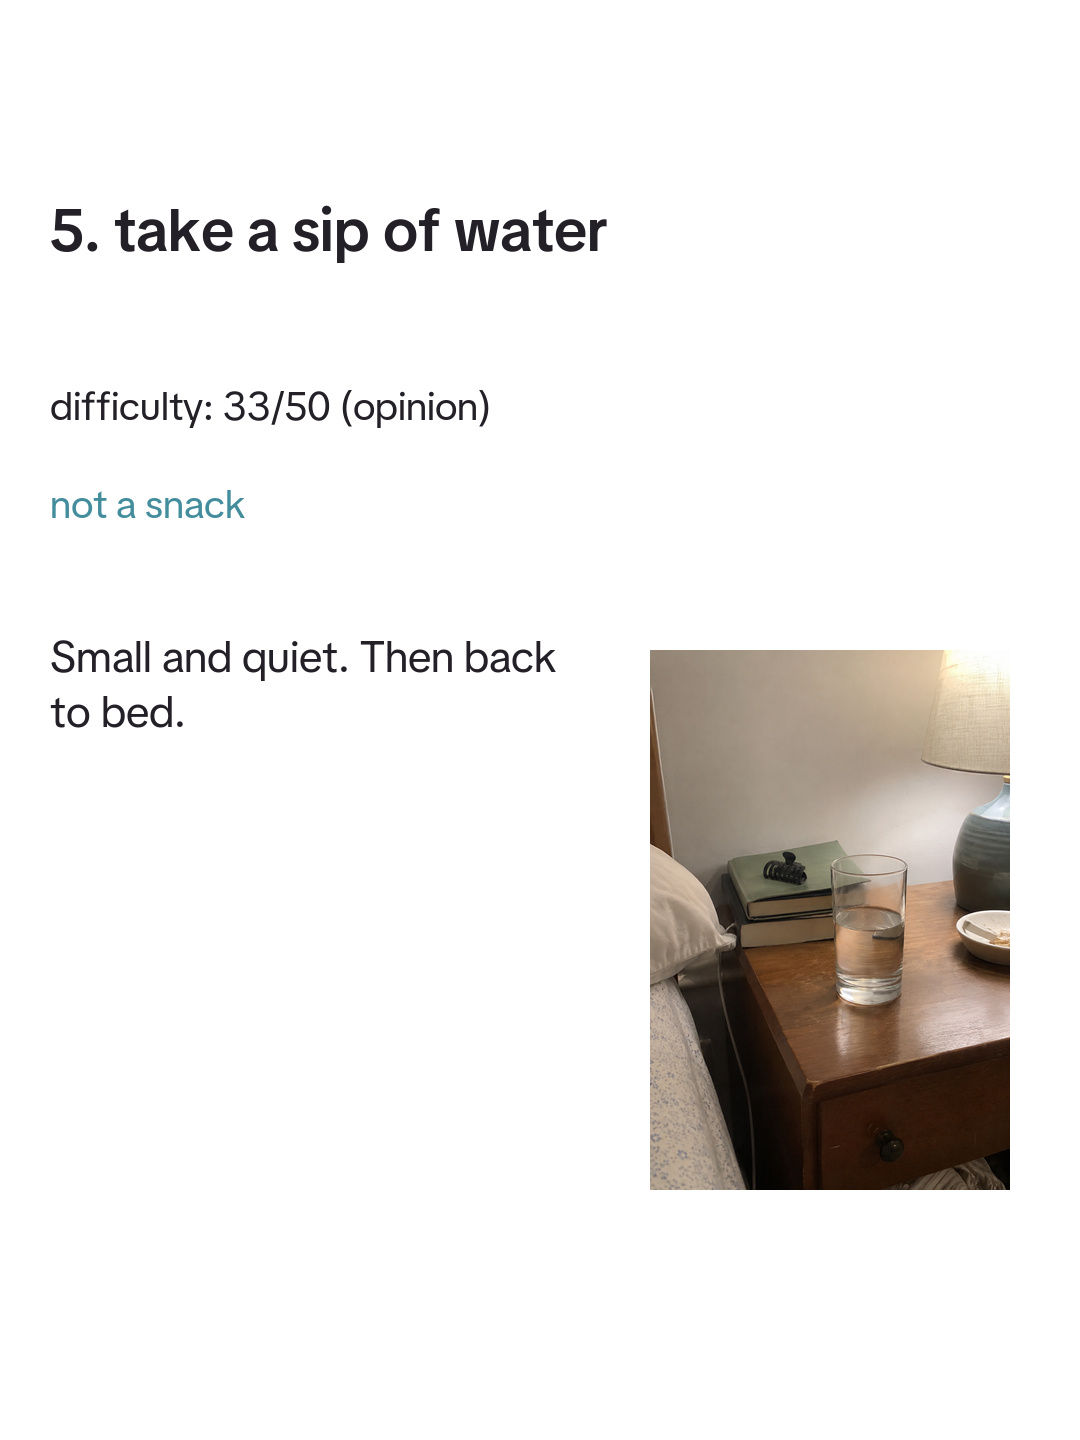 5. take a sip of water
difficulty: 33/50 (opinion)
not a snack
Small and quiet. Then back
to bed.